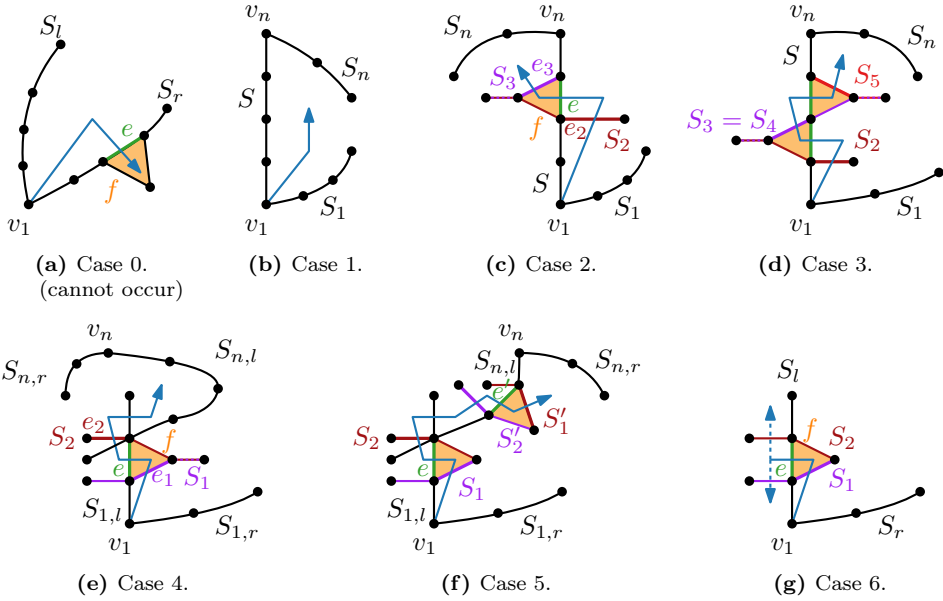 S_l
S_r
e
f
v_1
(a) Case 0.
(cannot occur)
v_n
S
S_n
S_1
v_1
(b) Case 1.
v_n
S_n
S_3
e_3
e
f
e_2
S_2
S
S_1
v_1
(c) Case 2.
v_n
S
S_n
S_5
S_3 = S_4
S_2
S_1
v_1
(d) Case 3.
v_n
S_{n,l}
S_{n,r}
e_2
S_2
f
e
e_1
S_1
S_{1,l}
S_{1,r}
v_1
(e) Case 4.
v_n
S_{n,l}
S_{n,r}
e'
S'_1
S'_2
S_2
e
S_1
S_{1,l}
S_{1,r}
v_1
(f) Case 5.
S_l
f
S_2
e
S_1
S_r
v_1
(g) Case 6.